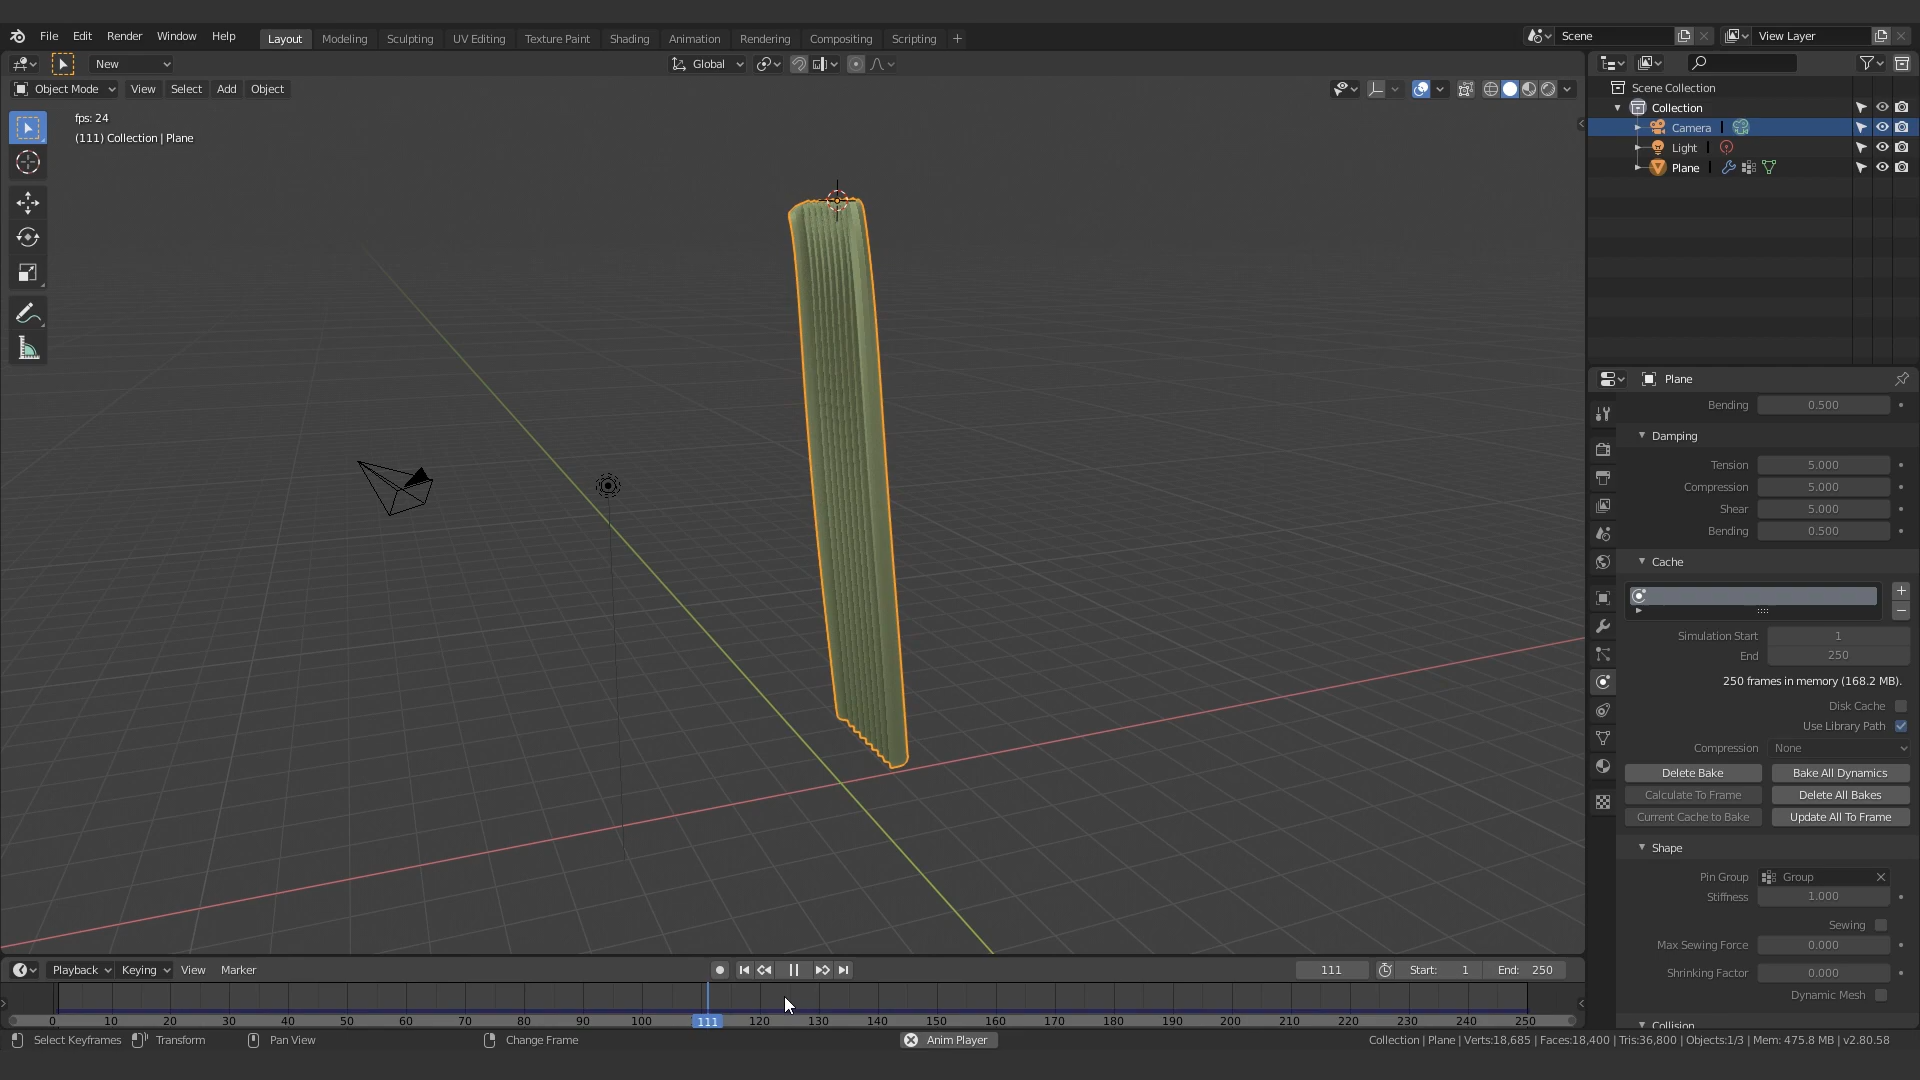 File Edit Render Window Help Layout Modeling Sculpting UV Editing Texture Paint Shading Animation Rendering Compositing Scripting + Scene View Layer
New Global
Object Mode View Select Add Object
fps: 24
(111) Collection | Plane
Scene Collection
Collection
Camera
Light
Plane
Plane
Bending 0.500
Damping
Tension 5.000
Compression 5.000
Shear 5.000
Bending 0.500
Cache
Simulation Start 1
End 250
250 frames in memory (168.2 MB).
Disk Cache
Use Library Path
Compression None
Delete Bake Bake All Dynamics
Calculate To Frame Delete All Bakes
Current Cache to Bake Update All To Frame
Shape
Pin Group Group
Stiffness 1.000
Sewing
Max Sewing Force 0.000
Shrinking Factor 0.000
Dynamic Mesh
Collision
Playback Keying View Marker 111 Start: 1 End: 250
0 10 20 30 40 50 60 70 80 90 100 111 120 130 140 150 160 170 180 190 200 210 220 230 240 250
Select Keyframes Transform Pan View Change Frame Anim Player Collection | Plane | Verts:18,685 | Faces:18,400 | Tris:36,800 | Objects:1/3 | Mem: 475.8 MB | v2.80.58